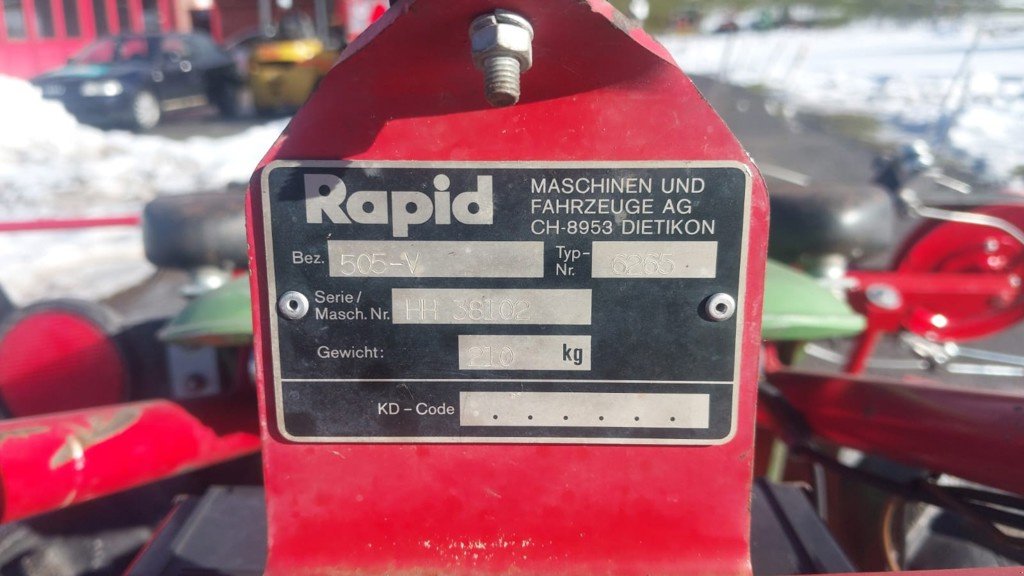 Rapid
MASCHINEN UND
FAHRZEUGE AG
CH-8953 DIETIKON
Bez. 505-V
Typ-
Nr. 6265
Serie/
Masch. Nr. HH 38102
Gewicht: 210 kg
KD-Code . . . . . .